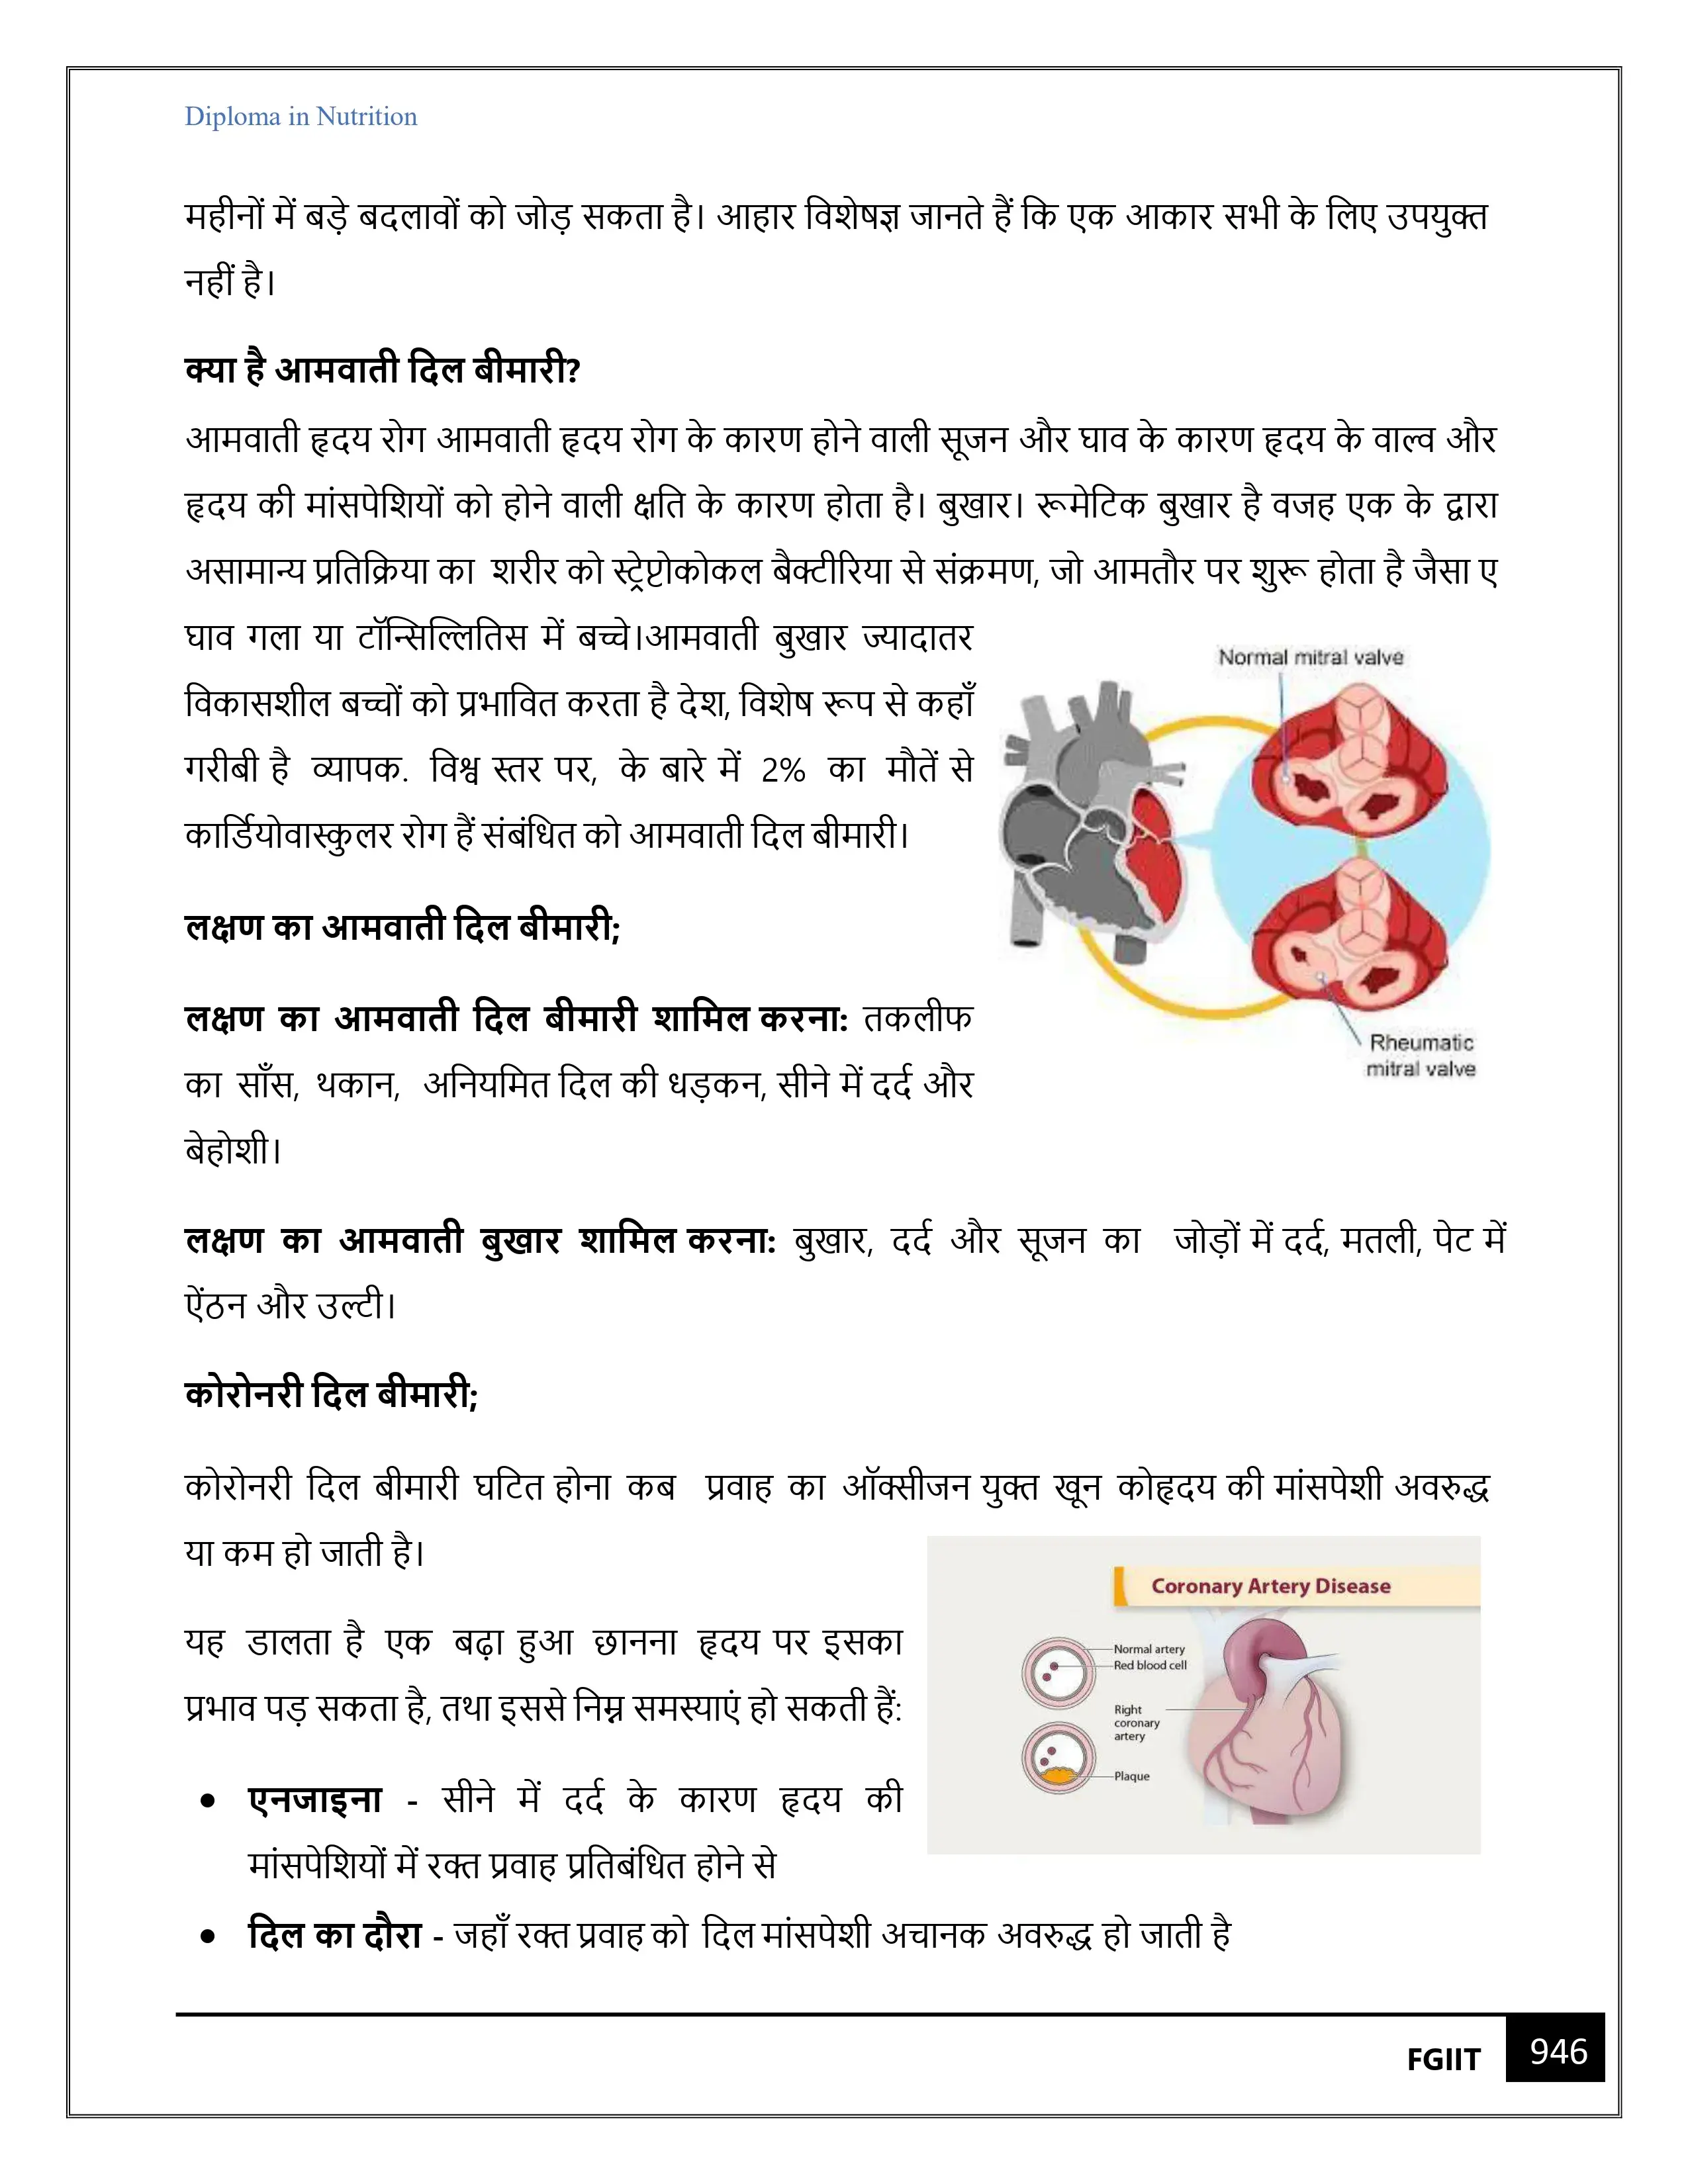 Diploma in Nutrition
महीनों में बड़े बदलावों को जोड़ सकता है। आहार विशेषज्ञ जानते हैं कि एक आकार सभी के लिए उपयुक्त
नहीं है।
क्या है आमवाती दिल बीमारी?
आमवाती हृदय रोग आमवाती हृदय रोग के कारण होने वाली सूजन और घाव के कारण हृदय के वाल्व और
हृदय की मांसपेशियों को होने वाली क्षति के कारण होता है। बुखार। रूमेटिक बुखार है वजह एक के द्वारा
असामान्य प्रतिक्रिया का शरीर को स्ट्रेप्टोकोकल बैक्टीरिया से संक्रमण, जो आमतौर पर शुरू होता है जैसा ए
घाव गला या टॉन्सिल्लितिस में बच्चे।आमवाती बुखार ज्यादातर
विकासशील बच्चों को प्रभावित करता है देश, विशेष रूप से कहाँ
गरीबी है व्यापक. विश्व स्तर पर, के बारे में 2% का मौतें से
कार्डियोवास्कुलर रोग हैं संबंधित को आमवाती दिल बीमारी।
Normal mitral valve
Rheumatic
mitral valve
लक्षण का आमवाती दिल बीमारी;
लक्षण का आमवाती दिल बीमारी शामिल करना: तकलीफ
का साँस, थकान, अनियमित दिल की धड़कन, सीने में दर्द और
बेहोशी।
लक्षण का आमवाती बुखार शामिल करना: बुखार, दर्द और सूजन का जोड़ों में दर्द, मतली, पेट में
ऐंठन और उल्टी।
कोरोनरी दिल बीमारी;
कोरोनरी दिल बीमारी घटित होना कब प्रवाह का ऑक्सीजन युक्त खून कोहृदय की मांसपेशी अवरुद्ध
या कम हो जाती है।
यह डालता है एक बढ़ा हुआ छानना हृदय पर इसका
प्रभाव पड़ सकता है, तथा इससे निम्न समस्याएं हो सकती हैं:
Coronary Artery Disease
Normal artery
Red blood cell
Right
coronary
artery
Plaque
• एनजाइना - सीने में दर्द के कारण हृदय की
मांसपेशियों में रक्त प्रवाह प्रतिबंधित होने से
• दिल का दौरा - जहाँ रक्त प्रवाह को दिल मांसपेशी अचानक अवरुद्ध हो जाती है
FGIIT 946